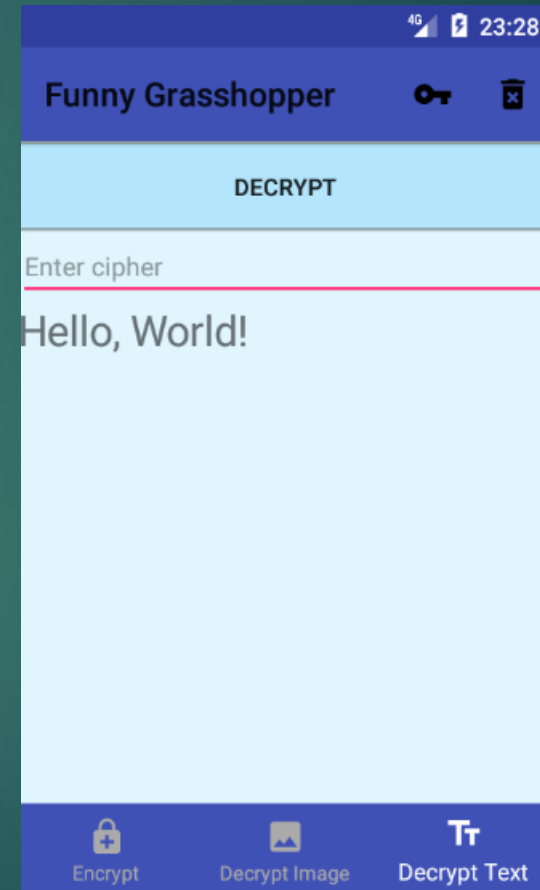 4G 23:28
Funny Grasshopper
DECRYPT
Enter cipher
Hello, World!
Encrypt Decrypt Image Decrypt Text